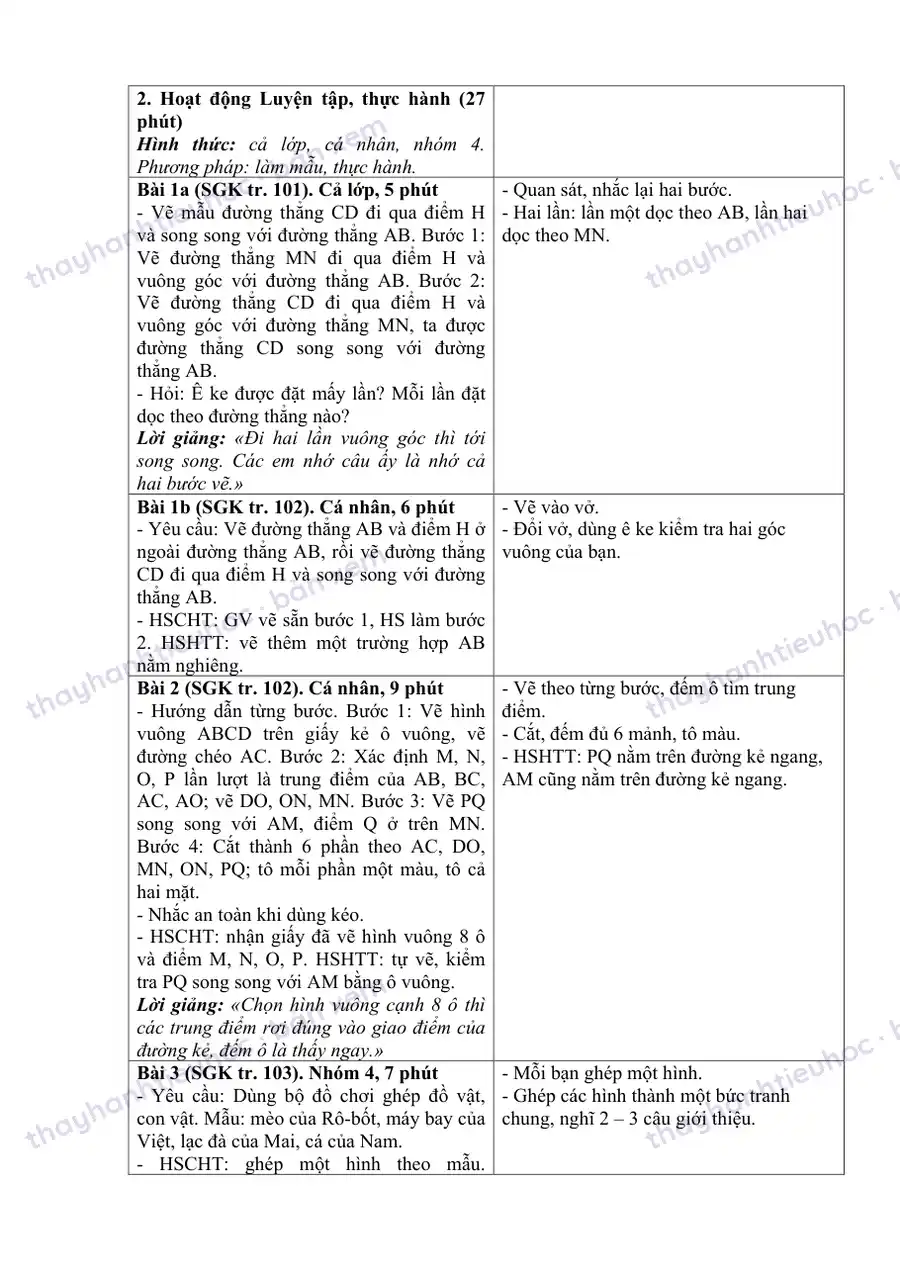 2. Hoạt động Luyện tập, thực hành (27
phút)
Hình thức: cả lớp, cá nhân, nhóm 4.
Phương pháp: làm mẫu, thực hành.
Bài 1a (SGK tr. 101). Cả lớp, 5 phút
- Vẽ mẫu đường thẳng CD đi qua điểm H
và song song với đường thẳng AB. Bước 1:
Vẽ đường thẳng MN đi qua điểm H và
vuông góc với đường thẳng AB. Bước 2:
Vẽ đường thẳng CD đi qua điểm H và
vuông góc với đường thẳng MN, ta được
đường thẳng CD song song với đường
thẳng AB.
- Hỏi: Ê ke được đặt mấy lần? Mỗi lần đặt
dọc theo đường thẳng nào?
Lời giảng: «Đi hai lần vuông góc thì tới
song song. Các em nhớ câu ấy là nhớ cả
hai bước vẽ.»
- Quan sát, nhắc lại hai bước.
- Hai lần: lần một dọc theo AB, lần hai
dọc theo MN.
Bài 1b (SGK tr. 102). Cá nhân, 6 phút
- Yêu cầu: Vẽ đường thẳng AB và điểm H ở
ngoài đường thẳng AB, rồi vẽ đường thẳng
CD đi qua điểm H và song song với đường
thẳng AB.
- HSCHT: GV vẽ sẵn bước 1, HS làm bước
2. HSHTT: vẽ thêm một trường hợp AB
nằm nghiêng.
- Vẽ vào vở.
- Đổi vở, dùng ê ke kiểm tra hai góc
vuông của bạn.
Bài 2 (SGK tr. 102). Cá nhân, 9 phút
- Hướng dẫn từng bước. Bước 1: Vẽ hình
vuông ABCD trên giấy kẻ ô vuông, vẽ
đường chéo AC. Bước 2: Xác định M, N,
O, P lần lượt là trung điểm của AB, BC,
AC, AO; vẽ DO, ON, MN. Bước 3: Vẽ PQ
song song với AM, điểm Q ở trên MN.
Bước 4: Cắt thành 6 phần theo AC, DO,
MN, ON, PQ; tô mỗi phần một màu, tô cả
hai mặt.
- Nhắc an toàn khi dùng kéo.
- HSCHT: nhận giấy đã vẽ hình vuông 8 ô
và điểm M, N, O, P. HSHTT: tự vẽ, kiểm
tra PQ song song với AM bằng ô vuông.
Lời giảng: «Chọn hình vuông cạnh 8 ô thì
các trung điểm rơi đúng vào giao điểm của
đường kẻ, đếm ô là thấy ngay.»
- Vẽ theo từng bước, đếm ô tìm trung
điểm.
- Cắt, đếm đủ 6 mảnh, tô màu.
- HSHTT: PQ nằm trên đường kẻ ngang,
AM cũng nằm trên đường kẻ ngang.
Bài 3 (SGK tr. 103). Nhóm 4, 7 phút
- Yêu cầu: Dùng bộ đồ chơi ghép đồ vật,
con vật. Mẫu: mèo của Rô-bốt, máy bay của
Việt, lạc đà của Mai, cá của Nam.
- HSCHT: ghép một hình theo mẫu.
- Mỗi bạn ghép một hình.
- Ghép các hình thành một bức tranh
chung, nghĩ 2 – 3 câu giới thiệu.
thayhanhtieuhoc · bản xem
thayhanhtieuhoc · b
thayhanhtieuhoc · bản xem
thayhanhtieuhoc · b
thayhanhtieuhoc · bản xem
thayhanhtieuhoc · b